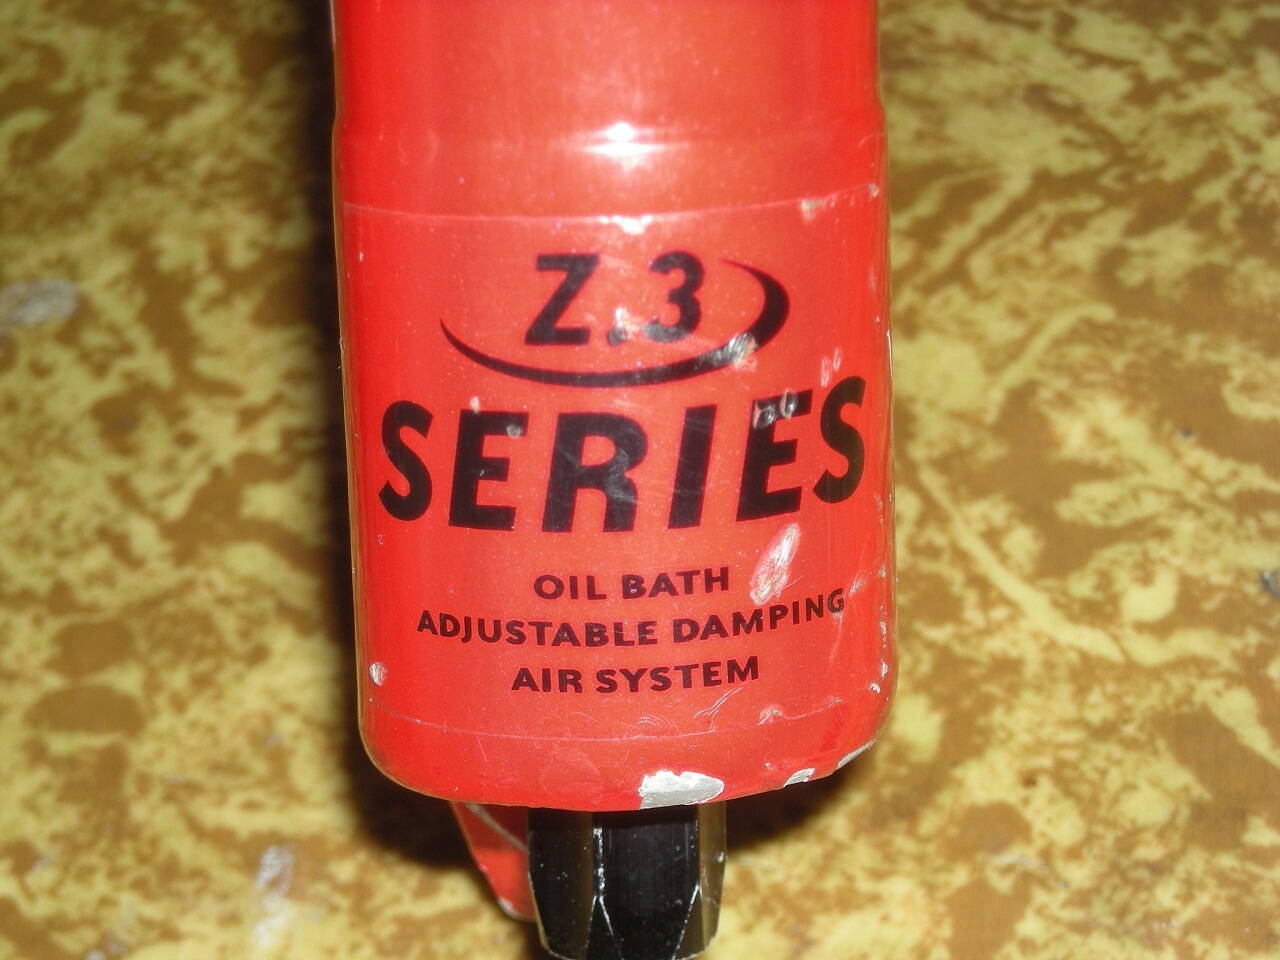 Z.3
SERIES
OIL BATH
ADJUSTABLE DAMPING
AIR SYSTEM